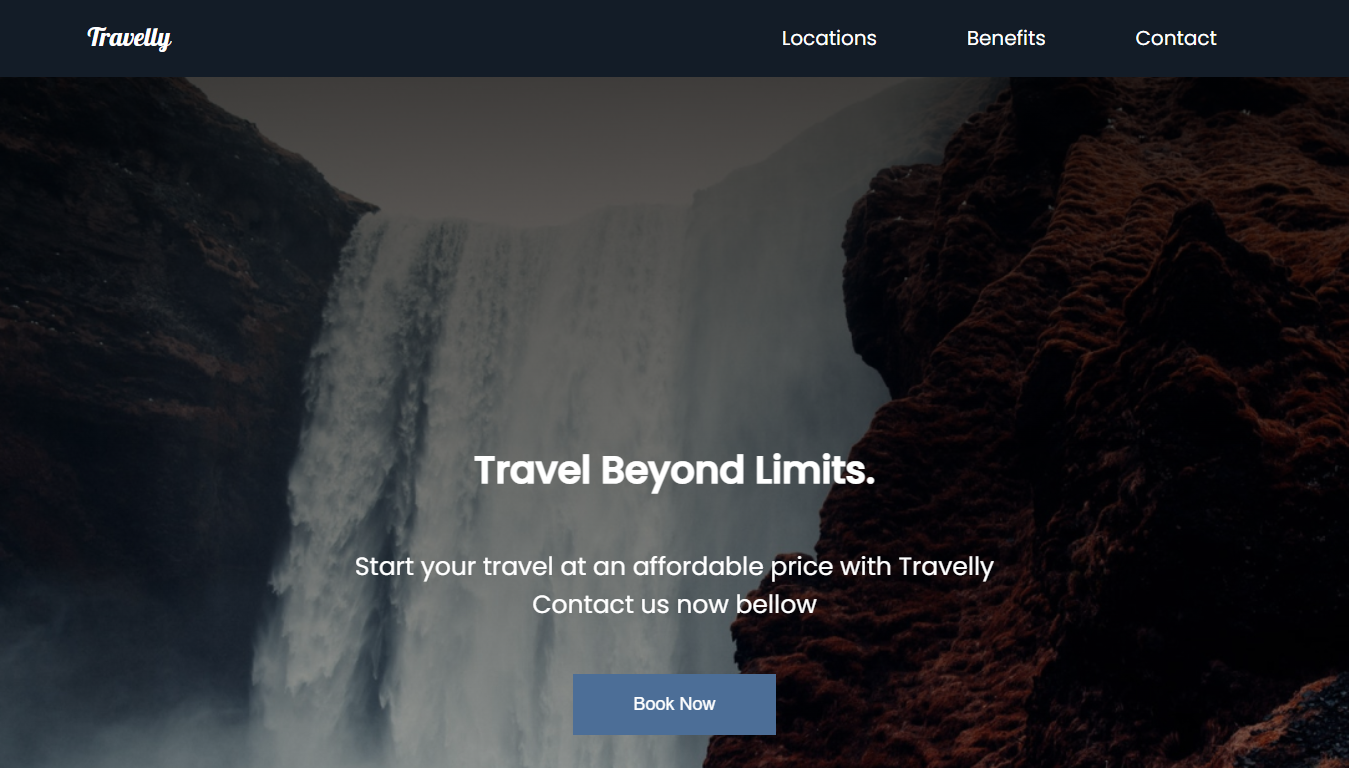 Travelly
Locations Benefits Contact
Travel Beyond Limits.
Start your travel at an affordable price with Travelly
Contact us now bellow
Book Now